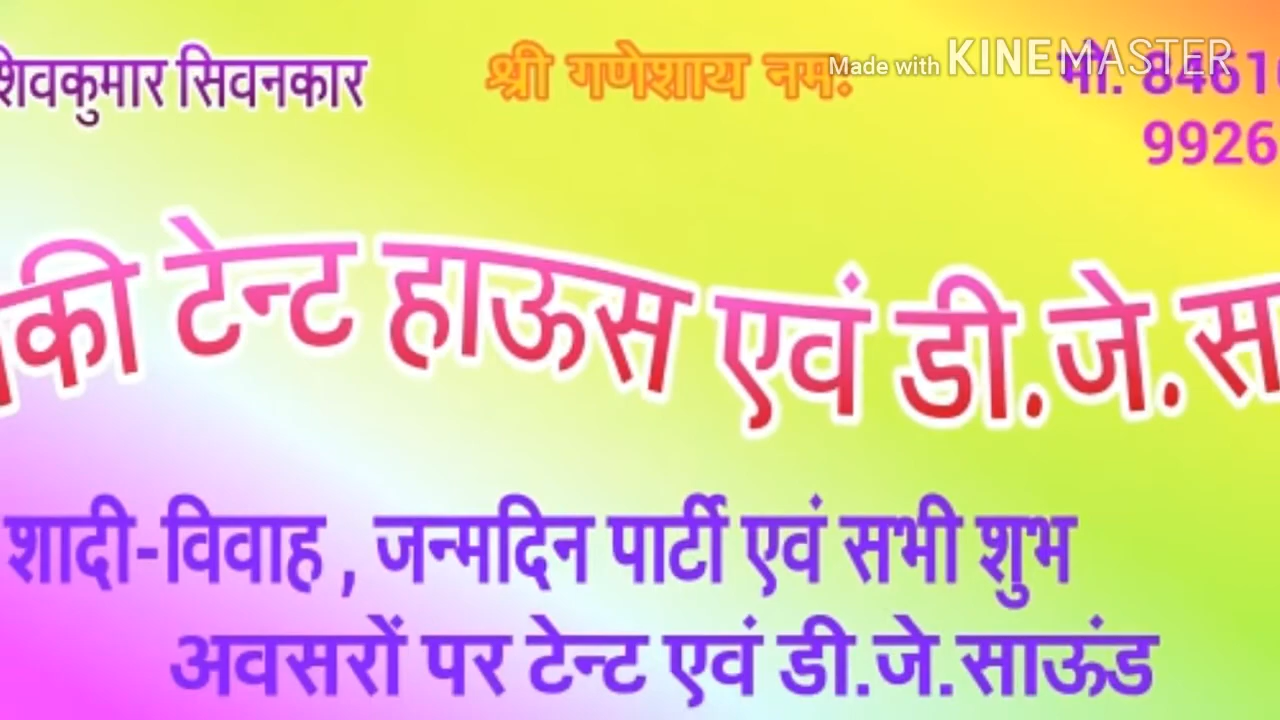 शिवकुमार सिवनकार श्री गणेशाय नमः Made with KINEMASTER मो. 8461
9926
की टेन्ट हाऊस एवं डी.जे.
शादी-विवाह , जन्मदिन पार्टी एवं सभी शुभ
अवसरों पर टेन्ट एवं डी.जे.साऊंड